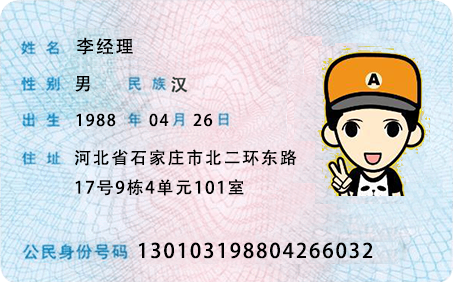 姓名 李经理
性别 男 民族 汉
出生 1988 年 04 月 26 日
住址 河北省石家庄市北二环东路
17号9栋4单元101室
公民身份号码 130103198804266032
A